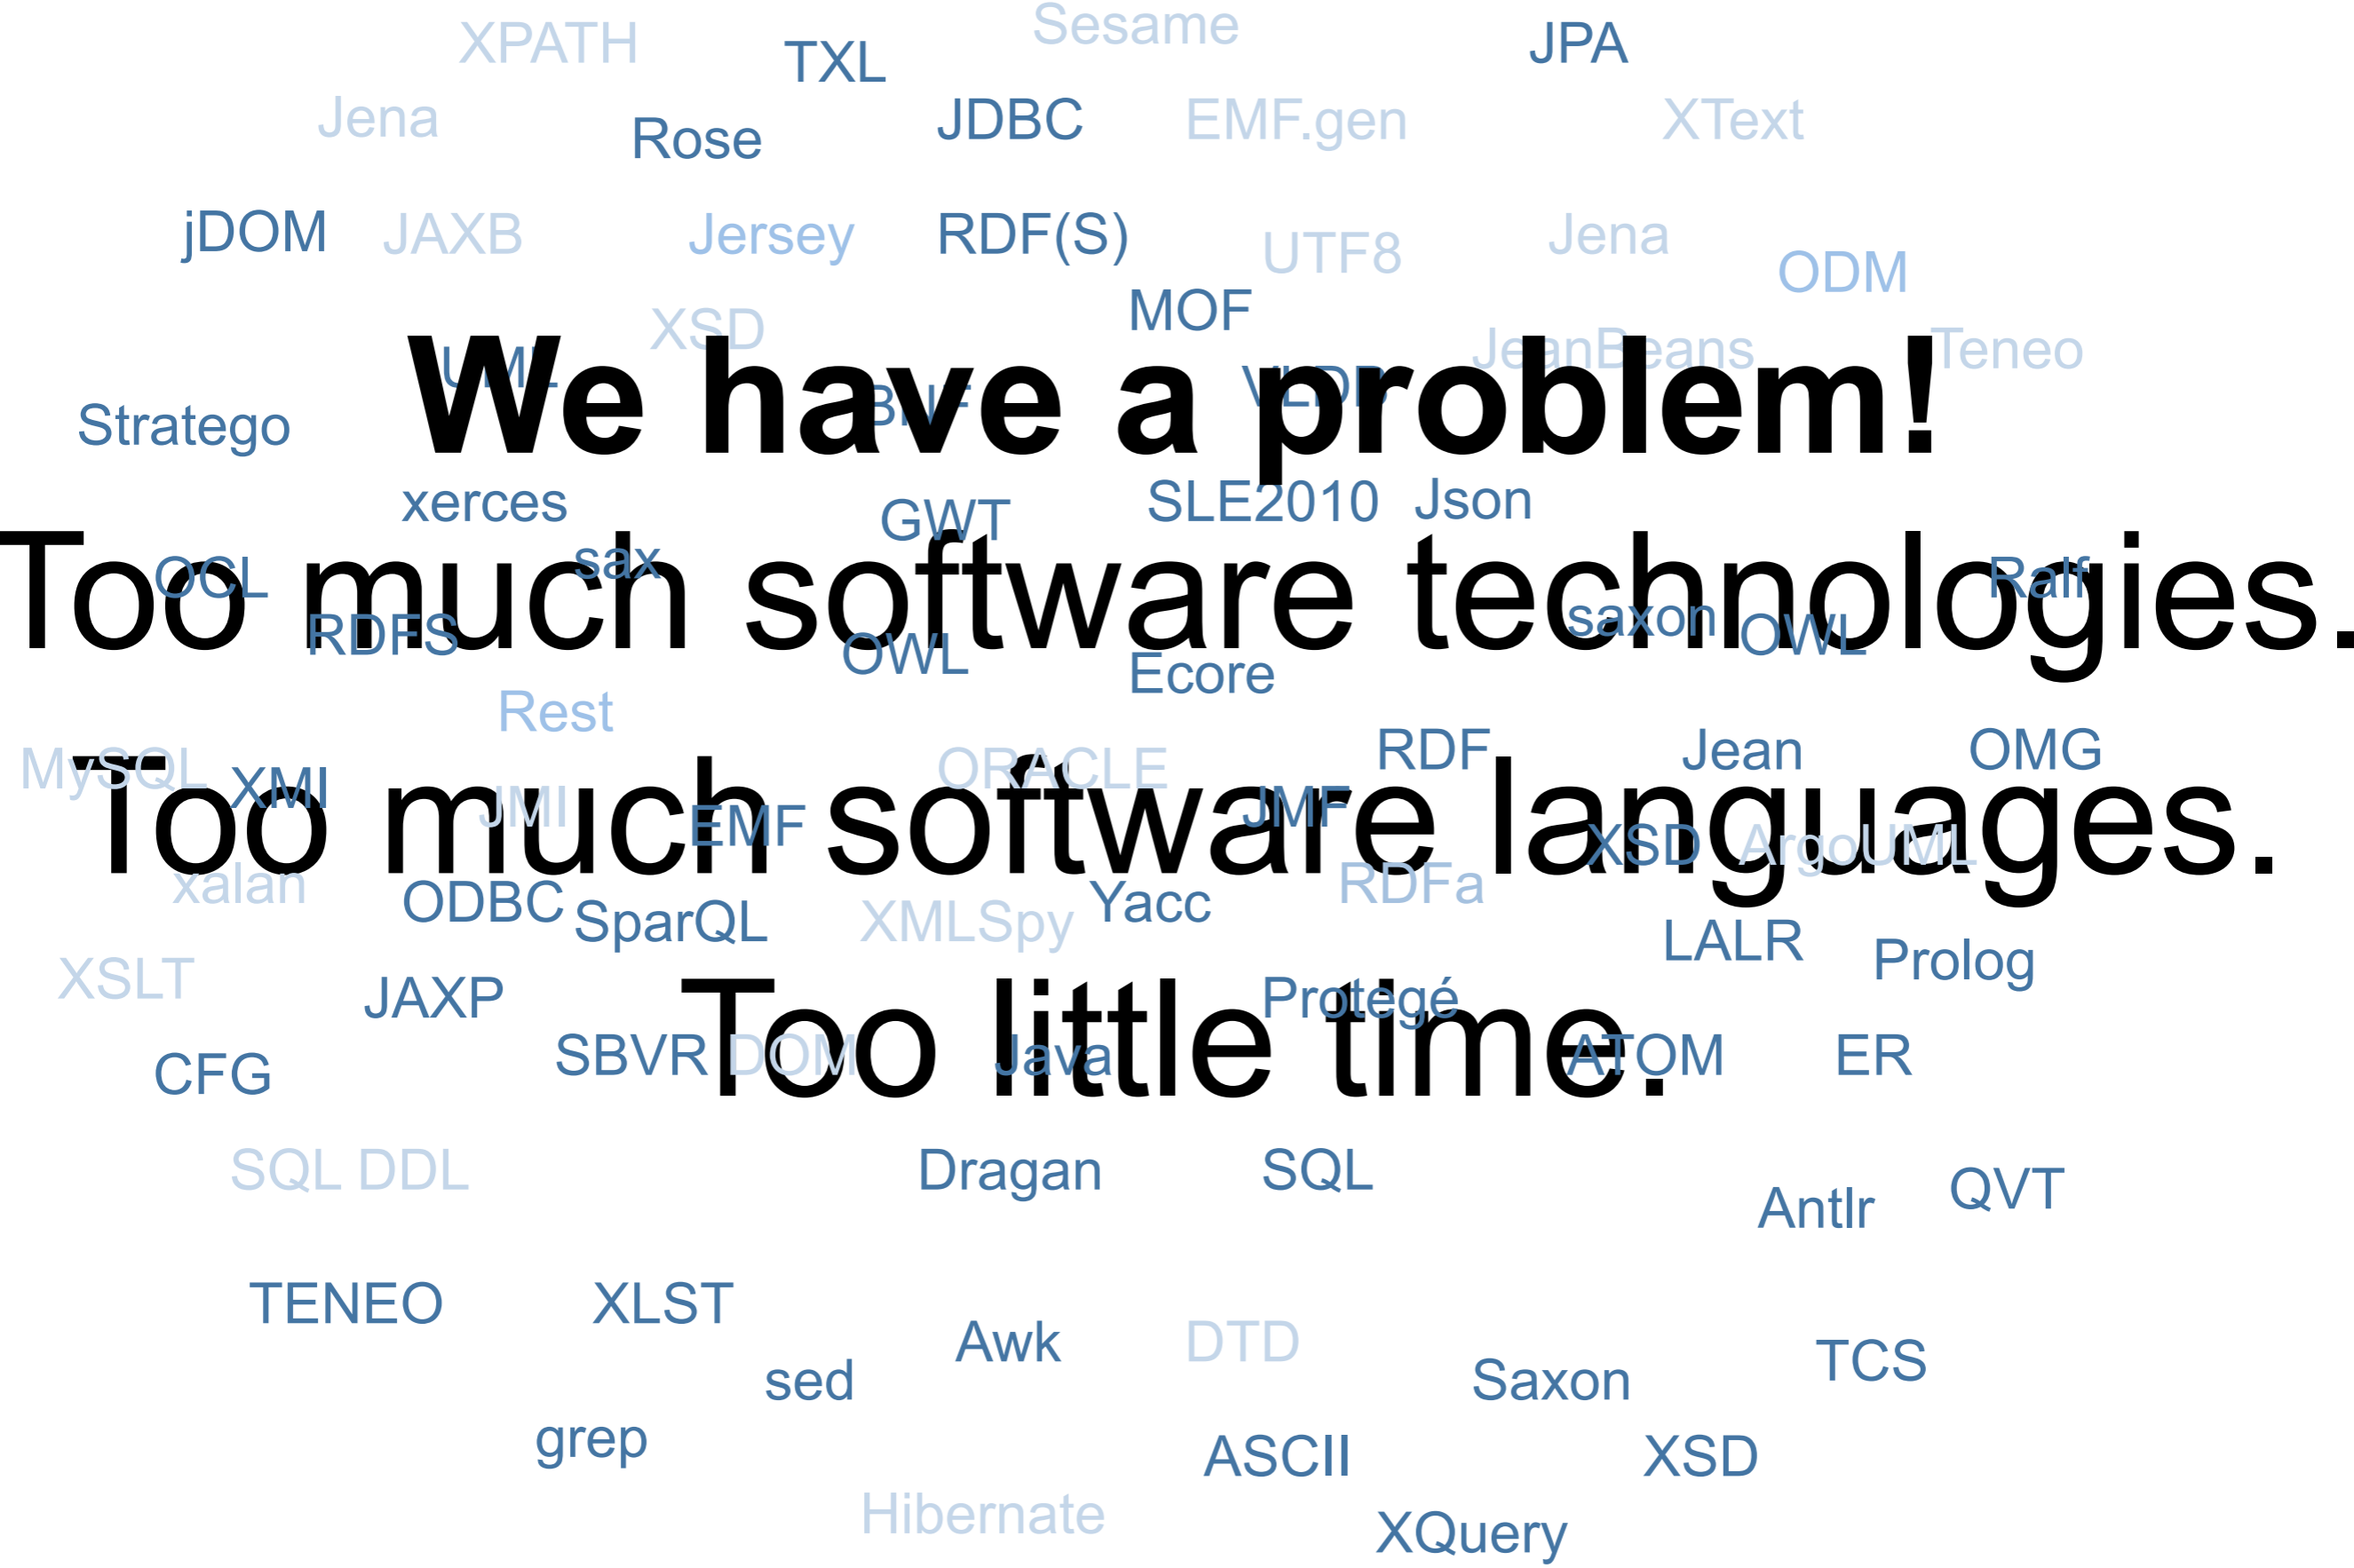 Sesame
XPATH TXL JPA
Jena Rose JDBC EMF.gen XText
jDOM JAXB Jersey RDF(S) UTF8 Jena ODM
MOF
XSD JeanBeans Teneo
UML BNF VLDB
We have a problem!
Stratego
xerces GWT SLE2010 Json
OCL sax Ralf
Too much software technologies.
RDFS OWL saxon OWL
Ecore
Rest
RDF Jean OMG
MySQL XMI ORACLE
JMI EMF JMF
Too much software languages.
XSD ArgoUML
xalan ODBC SparQL XMLSpy Yacc RDFa
LALR Prolog
XSLT JAXP Protegé
Too little time.
CFG SBVR DOM Java ATOM ER
SQL DDL Dragan SQL
Antlr QVT
TENEO XLST
Awk DTD TCS
sed Saxon
grep ASCII XSD
Hibernate XQuery